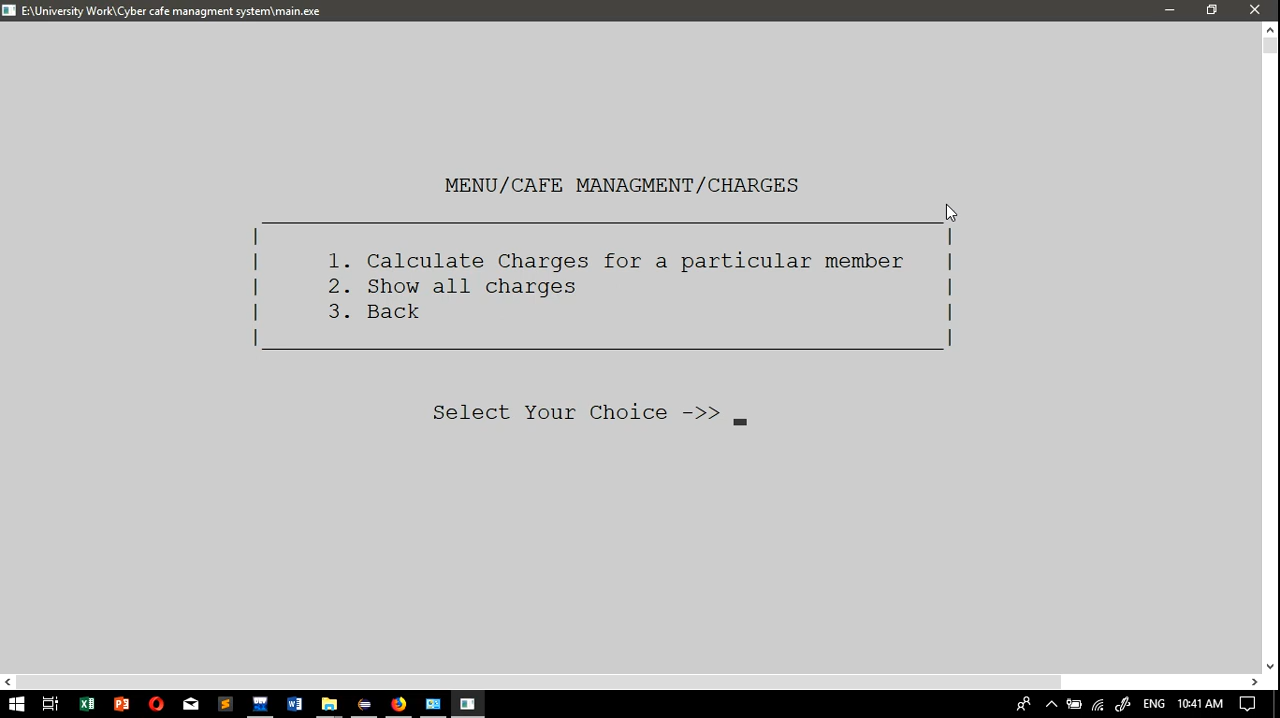 E:\University Work\Cyber cafe managment system\main.exe
MENU/CAFE MANAGMENT/CHARGES
1. Calculate Charges for a particular member
2. Show all charges
3. Back
Select Your Choice ->>
ENG 10:41 AM